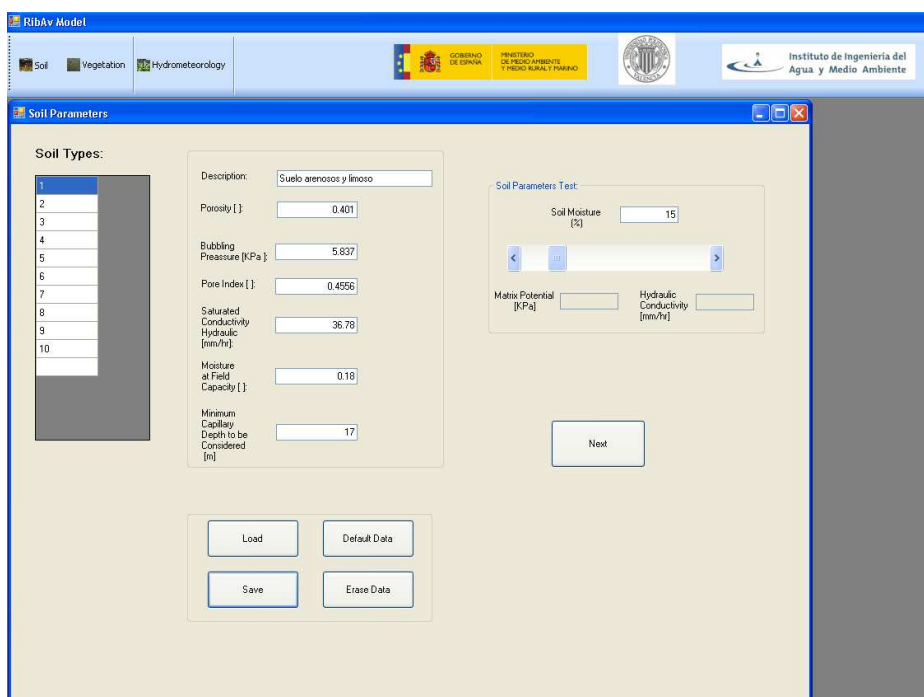 RibAv Model
Soil
Vegetation
Hydrometeorology
GOBIERNO
DE ESPAÑA
MINISTERIO
DE MEDIO AMBIENTE
Y MEDIO RURAL Y MARINO
Instituto de Ingeniería del
Agua y Medio Ambiente
Soil Parameters
Soil Types:
1
2
3
4
5
6
7
8
9
10
Description:
Suelo arenosos y limoso
Porosity [ ]:
0.401
Bubbling
Preassure [KPa ]:
5.837
Pore Index [ ]:
0.4556
Saturated
Conductivity
Hydraulic
[mm/hr]:
36.78
Moisture
at Field
Capacity [ ]:
0.18
Minimum
Capillary
Depth to be
Considered
[m]
17
Load
Default Data
Save
Erase Data
Soil Parameters Test:
Soil Moisture
(%)
15
Matrix Potential
[KPa]
Hydraulic
Conductivity
[mm/hr]
Next